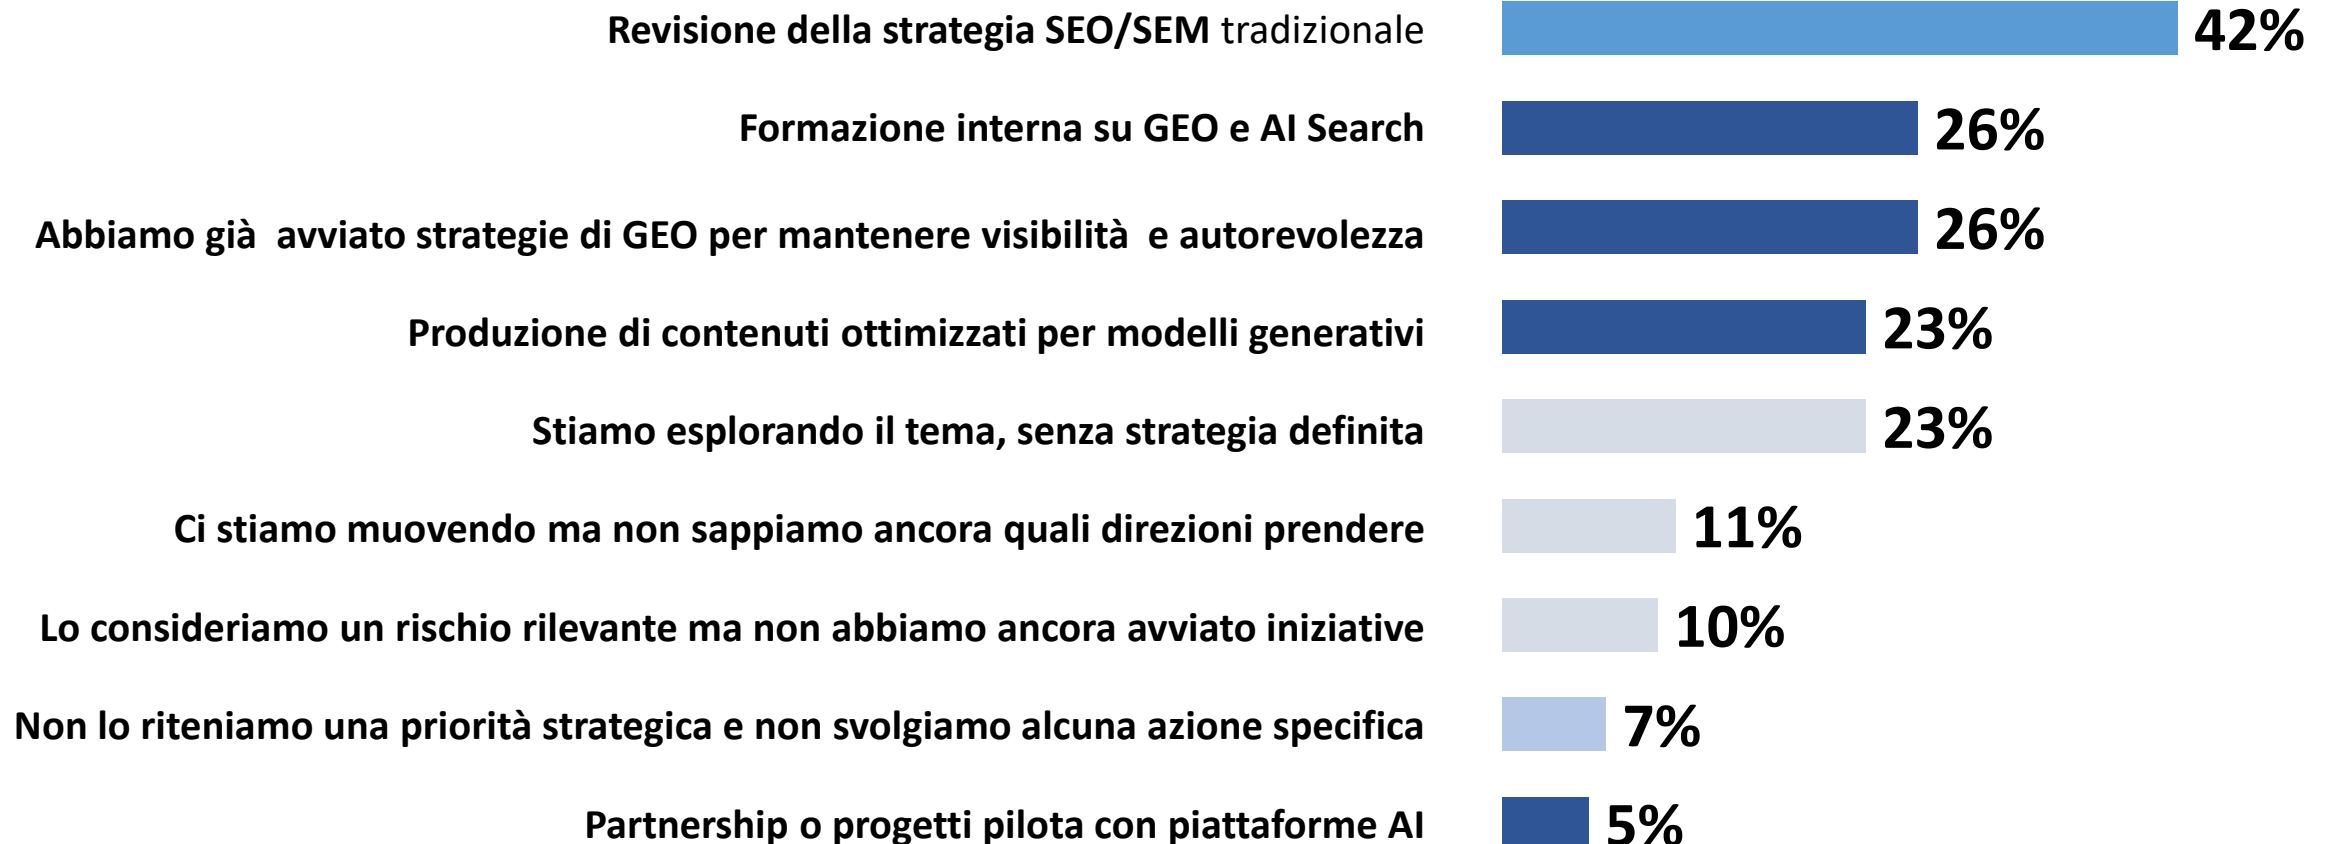 Revisione della strategia SEO/SEM tradizionale 42%
Formazione interna su GEO e AI Search 26%
Abbiamo già  avviato strategie di GEO per mantenere visibilità  e autorevolezza 26%
Produzione di contenuti ottimizzati per modelli generativi 23%
Stiamo esplorando il tema, senza strategia definita 23%
Ci stiamo muovendo ma non sappiamo ancora quali direzioni prendere 11%
Lo consideriamo un rischio rilevante ma non abbiamo ancora avviato iniziative 10%
Non lo riteniamo una priorità strategica e non svolgiamo alcuna azione specifica 7%
Partnership o progetti pilota con piattaforme AI 5%